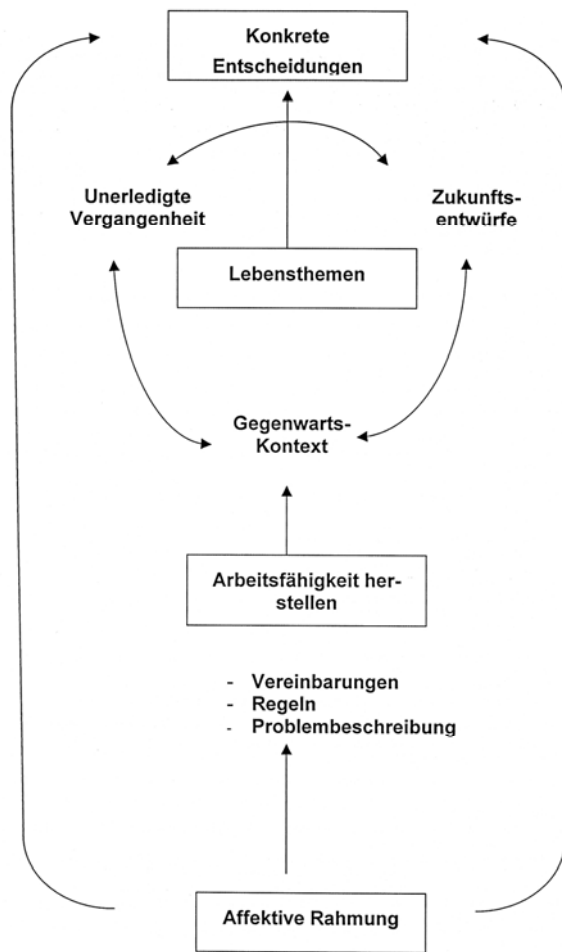 Konkrete
Entscheidungen
Unerledigte
Vergangenheit
Zukunfts-
entwürfe
Lebensthemen
Gegenwarts-
Kontext
Arbeitsfähigkeit her-
stellen
- Vereinbarungen
- Regeln
- Problembeschreibung
Affektive Rahmung